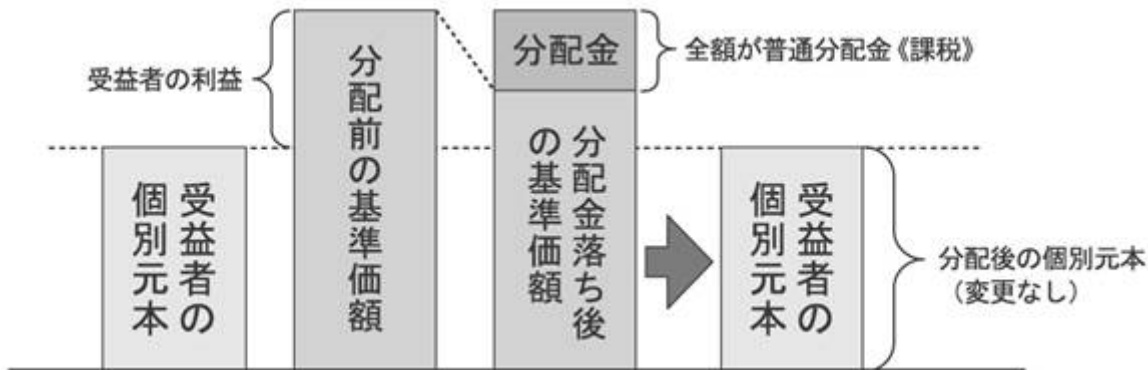 受益者の利益
受益者の
個別元本
分配前の基準価額
分配金
全額が普通分配金《課税》
分配金落ち後
の基準価額
受益者の
個別元本
分配後の個別元本
（変更なし）